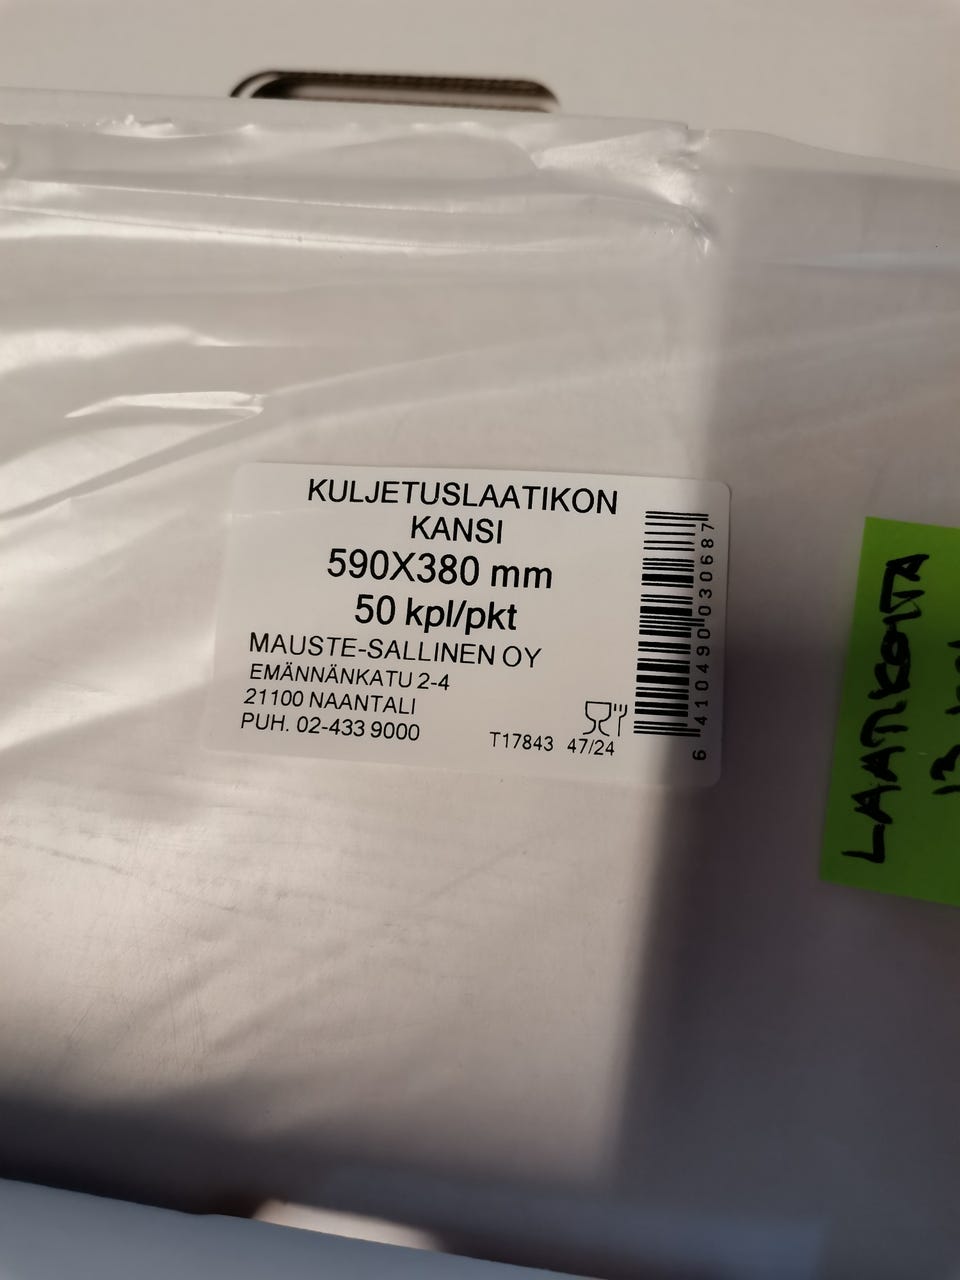 KULJETUSLAATIKON
KANSI
590X380 mm
50 kpl/pkt
MAUSTE-SALLINEN OY
EMÄNNÄNKATU 2-4
21100 NAANTALI
PUH. 02-433 9000
T17843 47/24
6 410490 030687
LAATIKOITA
13